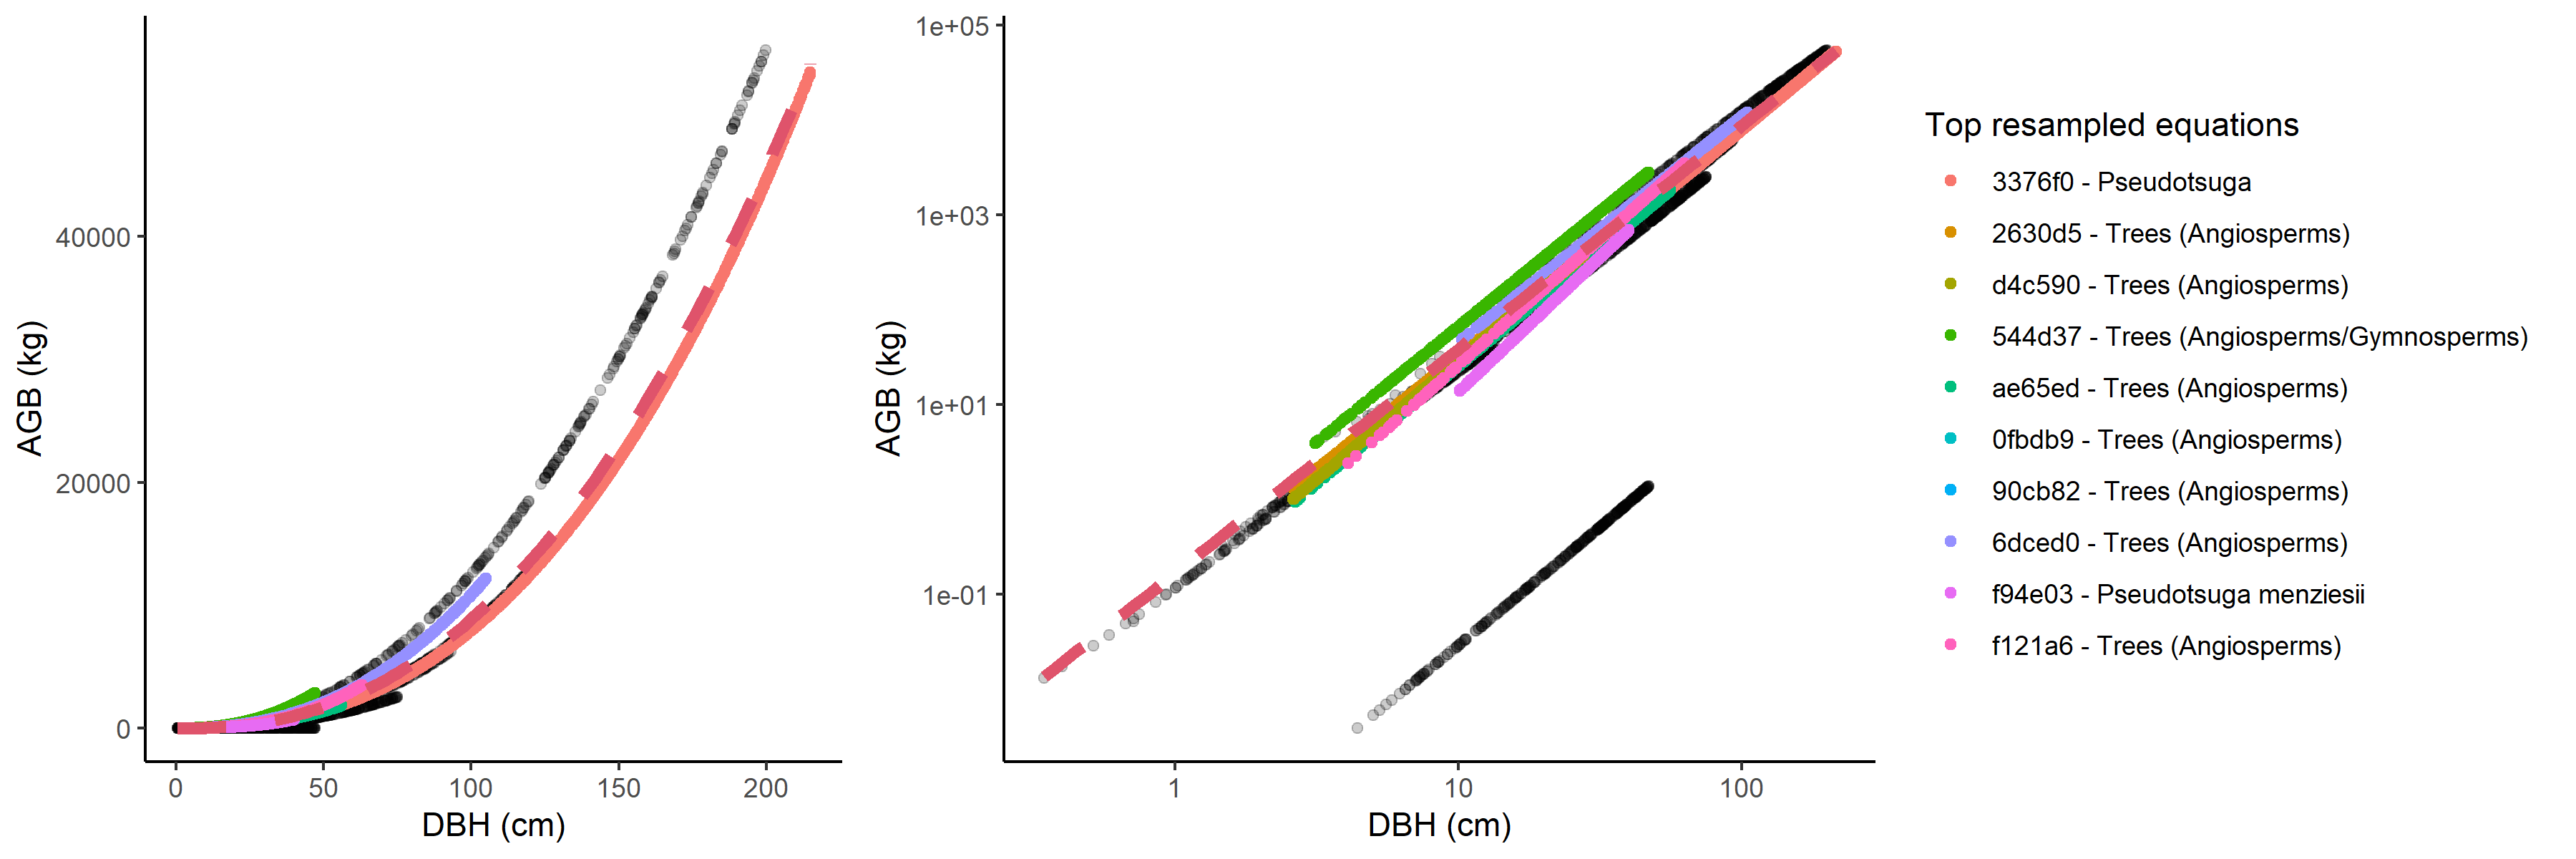 AGB (kg)
40000
20000
0
0 50 100 150 200
DBH (cm)
AGB (kg)
1e+05
1e+03
1e+01
1e-01
1 10 100
DBH (cm)
Top resampled equations
3376f0 - Pseudotsuga
2630d5 - Trees (Angiosperms)
d4c590 - Trees (Angiosperms)
544d37 - Trees (Angiosperms/Gymnosperms)
ae65ed - Trees (Angiosperms)
0fbdb9 - Trees (Angiosperms)
90cb82 - Trees (Angiosperms)
6dced0 - Trees (Angiosperms)
f94e03 - Pseudotsuga menziesii
f121a6 - Trees (Angiosperms)